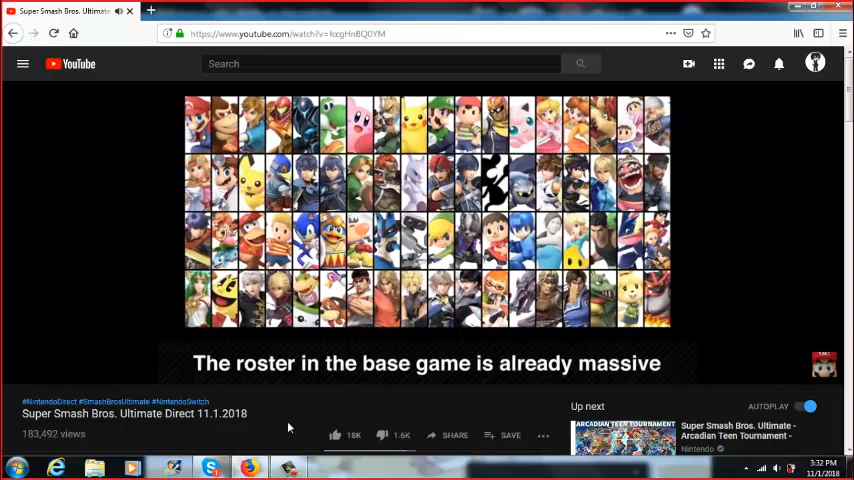 Super Smash Bros. Ultimate
https://www.youtube.com/watch?v=fccgHnBQ0YM
YouTube
Search
The roster in the base game is already massive
#NintendoDirect #SmashBrosUltimate #NintendoSwitch
Super Smash Bros. Ultimate Direct 11.1.2018
183,492 views
18K
1.6K
SHARE
SAVE
Up next
AUTOPLAY
ARCADIAN TEEN TOURNAMENT
Super Smash Bros. Ultimate -
Arcadian Teen Tournament -
Nintendo
3:32 PM
11/1/2018